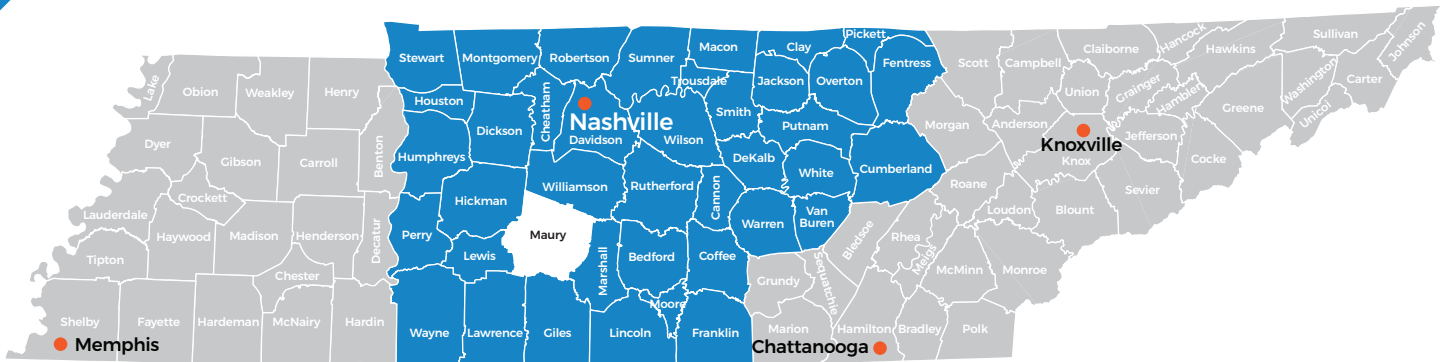 Lake
Obion
Weakley
Henry
Stewart
Montgomery
Robertson
Sumner
Macon
Clay
Pickett
Fentress
Scott
Campbell
Claiborne
Hancock
Hawkins
Sullivan
Johnson
Trousdale
Jackson
Overton
Union
Grainger
Hamblen
Washington
Carter
Houston
Cheatham
Smith
Greene
Unicoi
Nashville
Dickson
Davidson
Wilson
Putnam
Morgan
Anderson
Knoxville
Jefferson
Dyer
Gibson
Carroll
Benton
Humphreys
DeKalb
White
Cumberland
Knox
Cocke
Crockett
Hickman
Williamson
Rutherford
Cannon
Roane
Sevier
Lauderdale
Haywood
Madison
Henderson
Decatur
Perry
Lewis
Maury
Warren
Van
Buren
Loudon
Blount
Tipton
Chester
Marshall
Bedford
Coffee
Bledsoe
Rhea
Meigs
McMinn
Monroe
Grundy
Sequatchie
Moore
Shelby
Fayette
Hardeman
McNairy
Hardin
Wayne
Lawrence
Giles
Lincoln
Franklin
Marion
Hamilton
Bradley
Polk
Memphis
Chattanooga